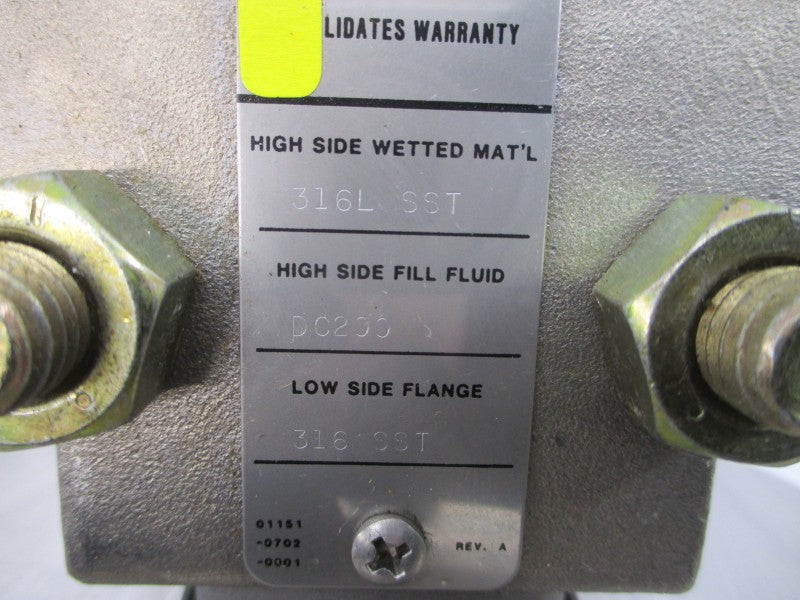 LIDATES WARRANTY
HIGH SIDE WETTED MAT'L
316L SST
HIGH SIDE FILL FLUID
DC200
LOW SIDE FLANGE
316 SST
01151
-0702
-0001
REV. A